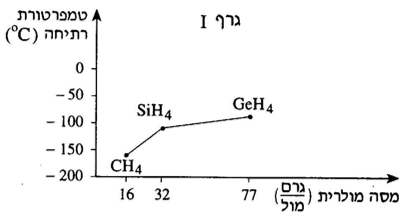 גרף I
טמפרטורת
רתיחה (°C)
0
– 50
– 100
– 150
– 200
CH₄
SiH₄
GeH₄
16 32 77
מסה מולרית (גרם/מול)